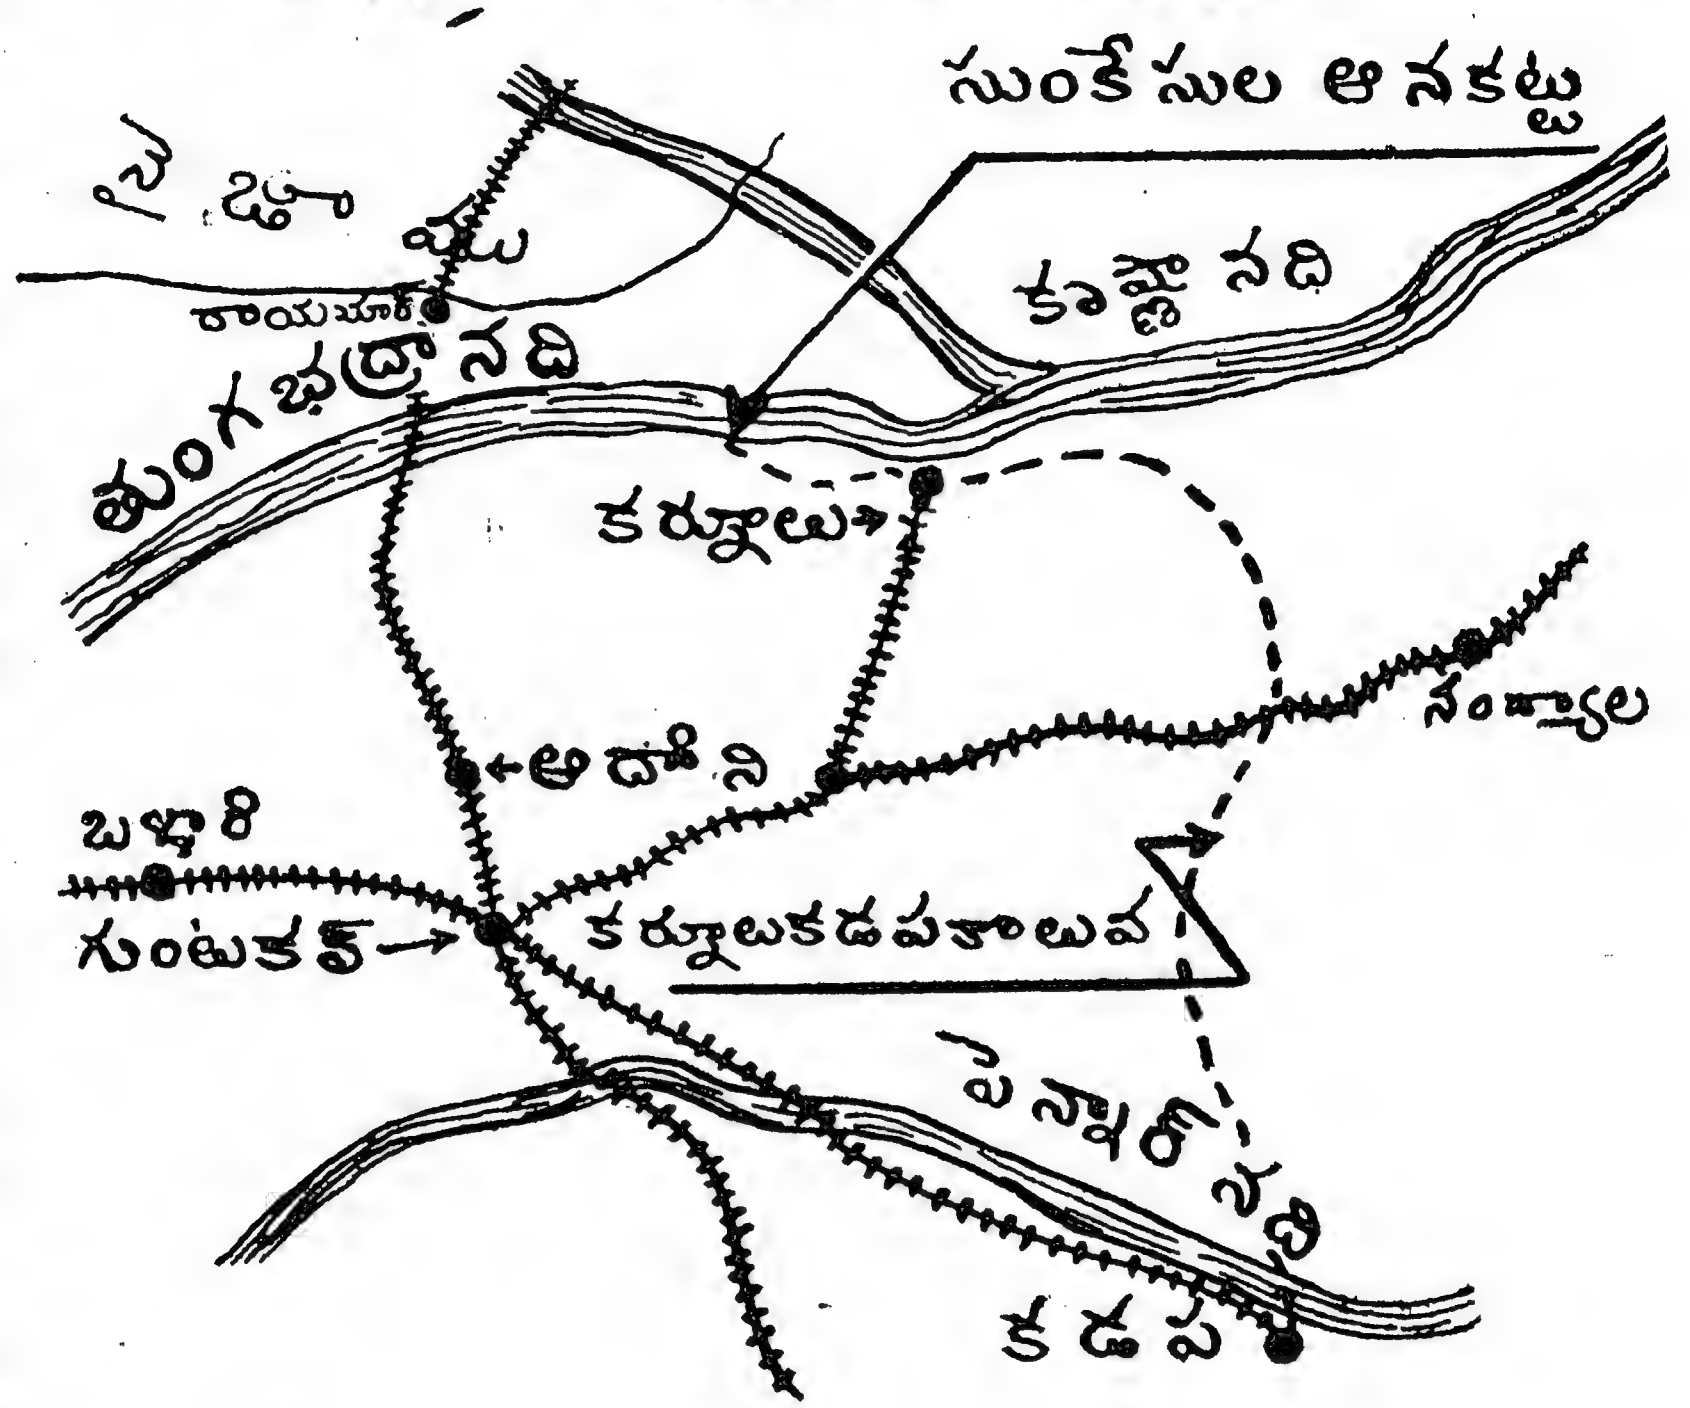 సుంకేసుల ఆనకట్టు
నైజాము
కృష్ణా నది
రాయచూర్
తుంగభద్రా నది
కర్నూలు
నంద్యాల
ఆదోని
బళ్ళారి
గుంటకల్
కర్నూలుకడపకాలువ
పెన్నార్ నది
కడప